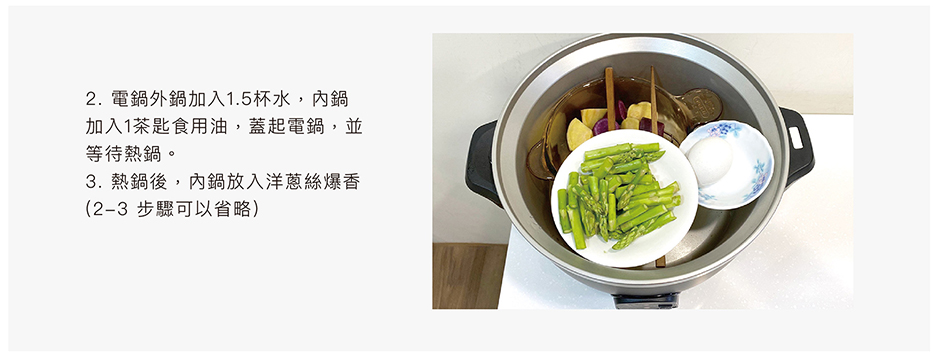 2. 電鍋外鍋加入1.5杯水，內鍋
加入1茶匙食用油，蓋起電鍋，並
等待熱鍋。
3. 熱鍋後，內鍋放入洋蔥絲爆香
(2-3 步驟可以省略)